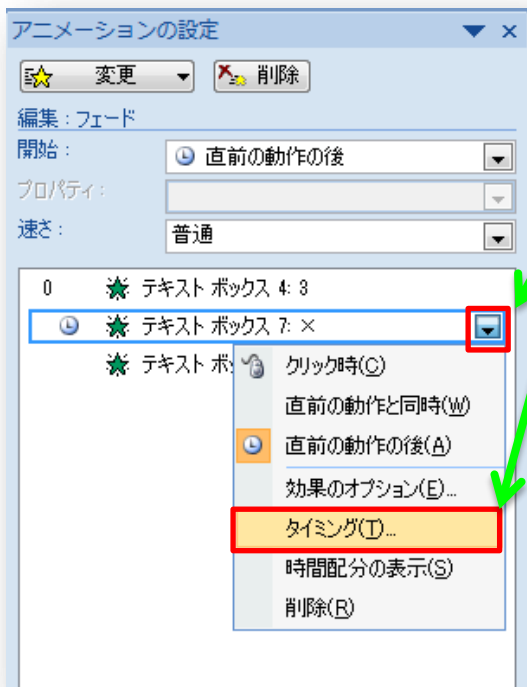 アニメーションの設定
変更 削除
編集 : フェード
開始 : 直前の動作の後
プロパティ :
速さ : 普通
0 テキスト ボックス 4: 3
テキスト ボックス 7: ×
テキスト ボ
クリック時(C)
直前の動作と同時(W)
直前の動作の後(A)
効果のオプション(E)...
タイミング(T)...
時間配分の表示(S)
削除(R)